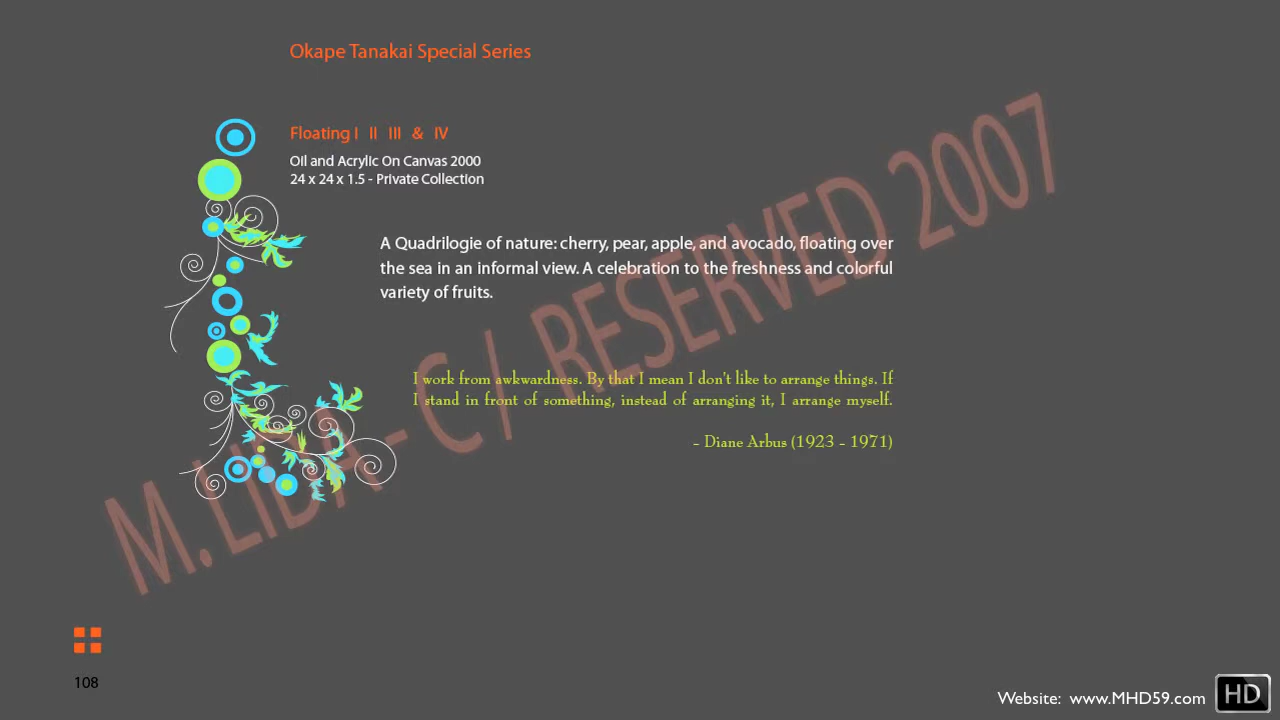 Okape Tanakai Special Series
Floating I II III & IV
Oil and Acrylic On Canvas 2000
24 x 24 x 1.5 - Private Collection
A Quadrilogie of nature: cherry, pear, apple, and avocado, floating over
the sea in an informal view. A celebration to the freshness and colorful
variety of fruits.
I work from awkwardness. By that I mean I don't like to arrange things. If
I stand in front of something, instead of arranging it, I arrange myself.
- Diane Arbus (1923 - 1971)
M. LIBA - C / RESERVED 2007
108
Website: www.MHD59.com HD